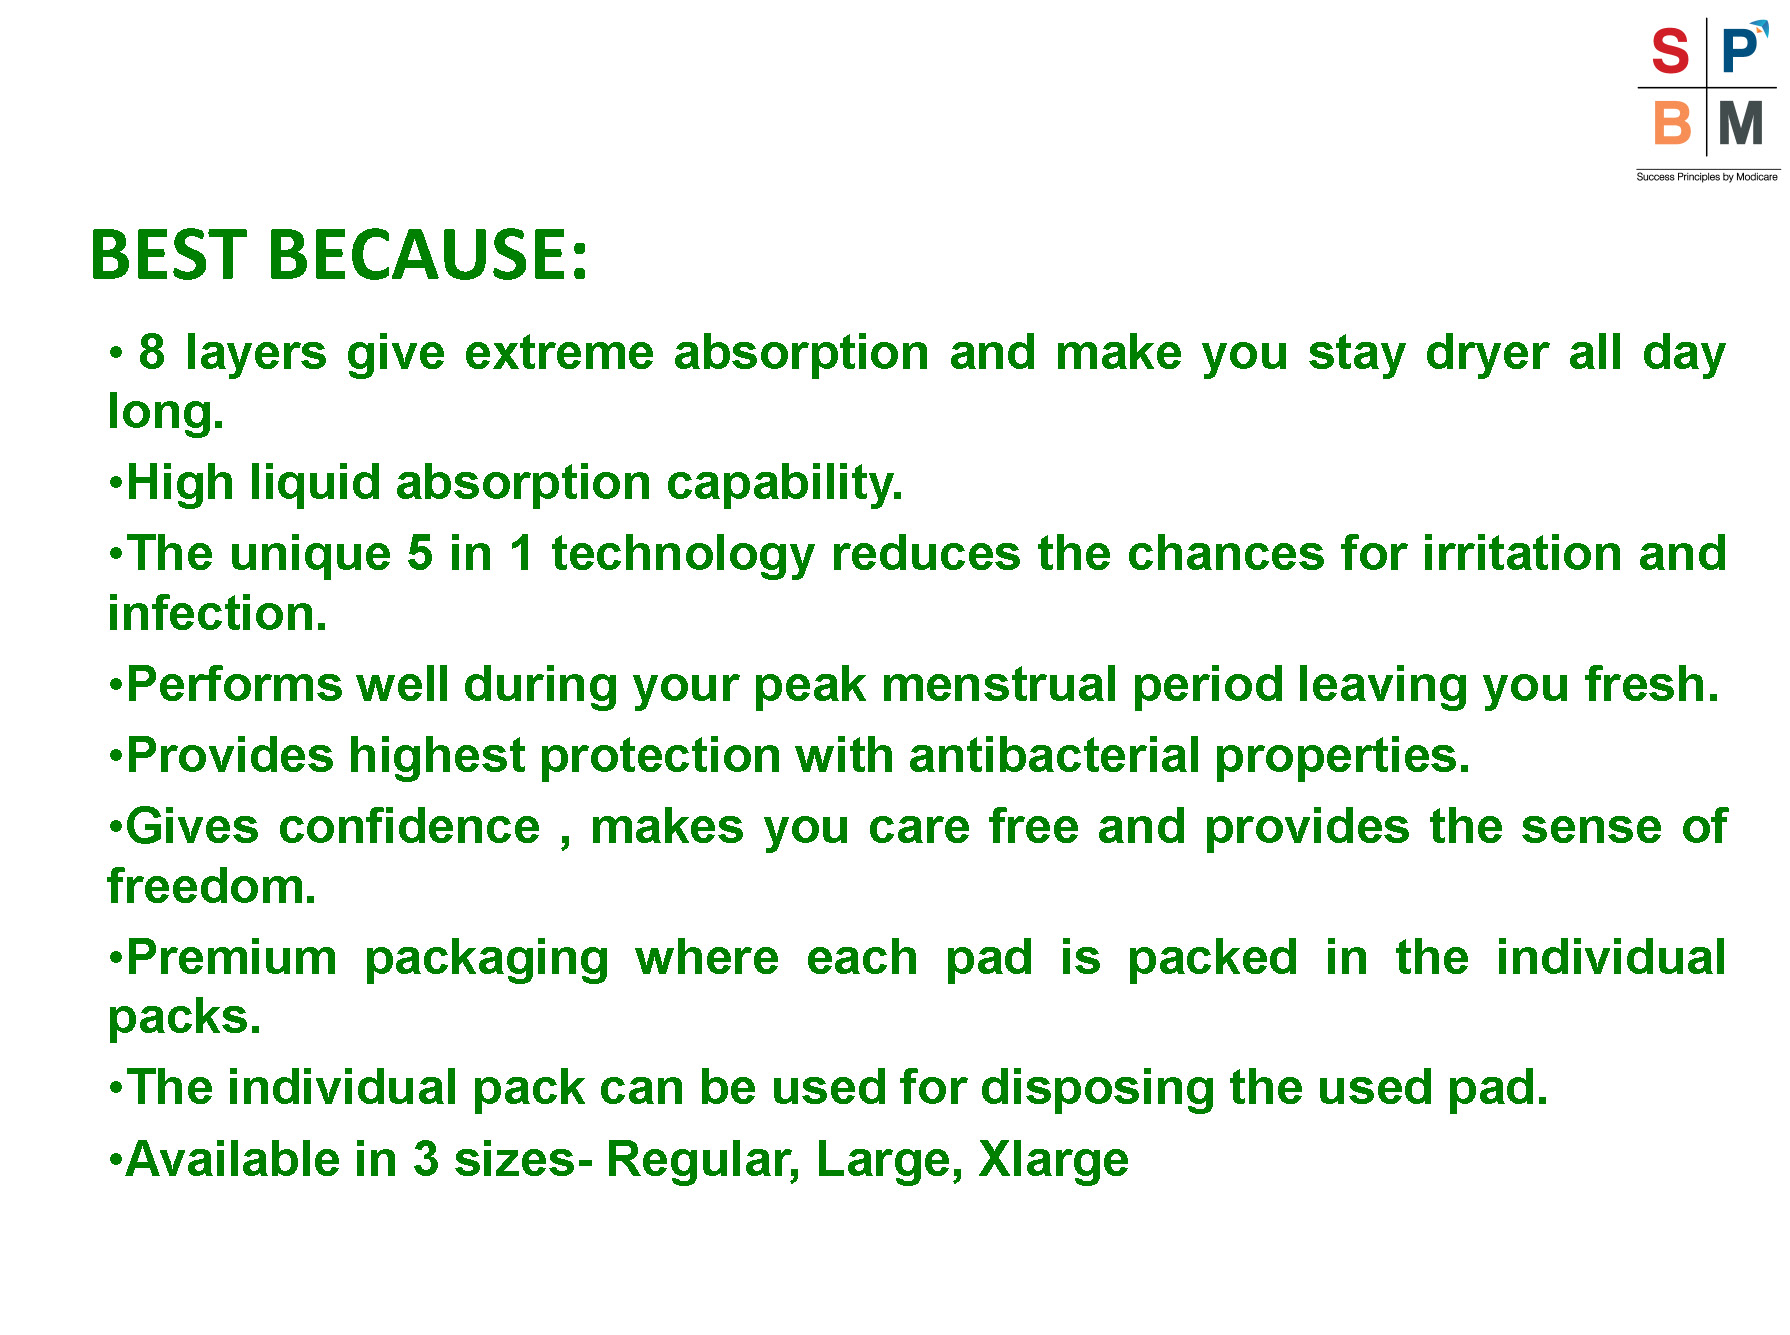 S P
B M
Success Principles by Modicare
BEST BECAUSE:
• 8 layers give extreme absorption and make you stay dryer all day
long.
•High liquid absorption capability.
•The unique 5 in 1 technology reduces the chances for irritation and
infection.
•Performs well during your peak menstrual period leaving you fresh.
•Provides highest protection with antibacterial properties.
•Gives confidence , makes you care free and provides the sense of
freedom.
•Premium packaging where each pad is packed in the individual
packs.
•The individual pack can be used for disposing the used pad.
•Available in 3 sizes- Regular, Large, Xlarge